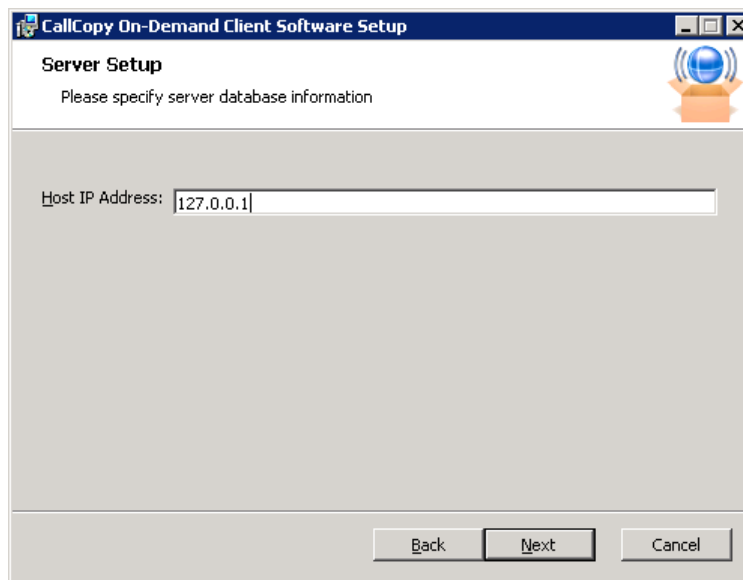 CallCopy On-Demand Client Software Setup
Server Setup
Please specify server database information
Host IP Address: 127.0.0.1
Back Next Cancel